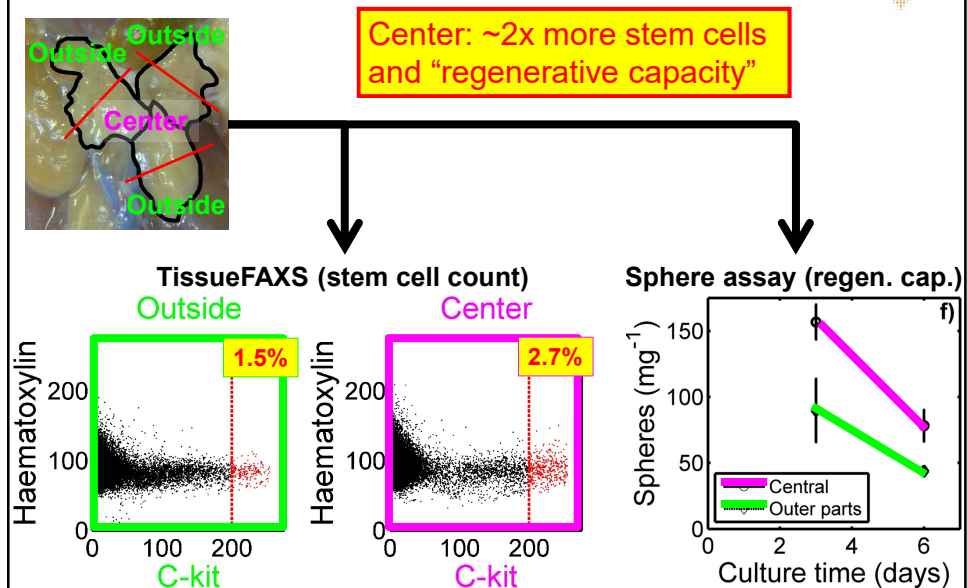 Outside
Outside
Center
Outside
Center: ~2x more stem cells
and “regenerative capacity”
TissueFAXS (stem cell count)
Outside
1.5%
Haematoxylin
200
100
0
0 100 200
C-kit
Center
2.7%
Haematoxylin
200
100
0
0 100 200
C-kit
Sphere assay (regen. cap.)
f)
Spheres (mg⁻¹)
150
100
50
0
Central
Outer parts
0 2 4 6
Culture time (days)